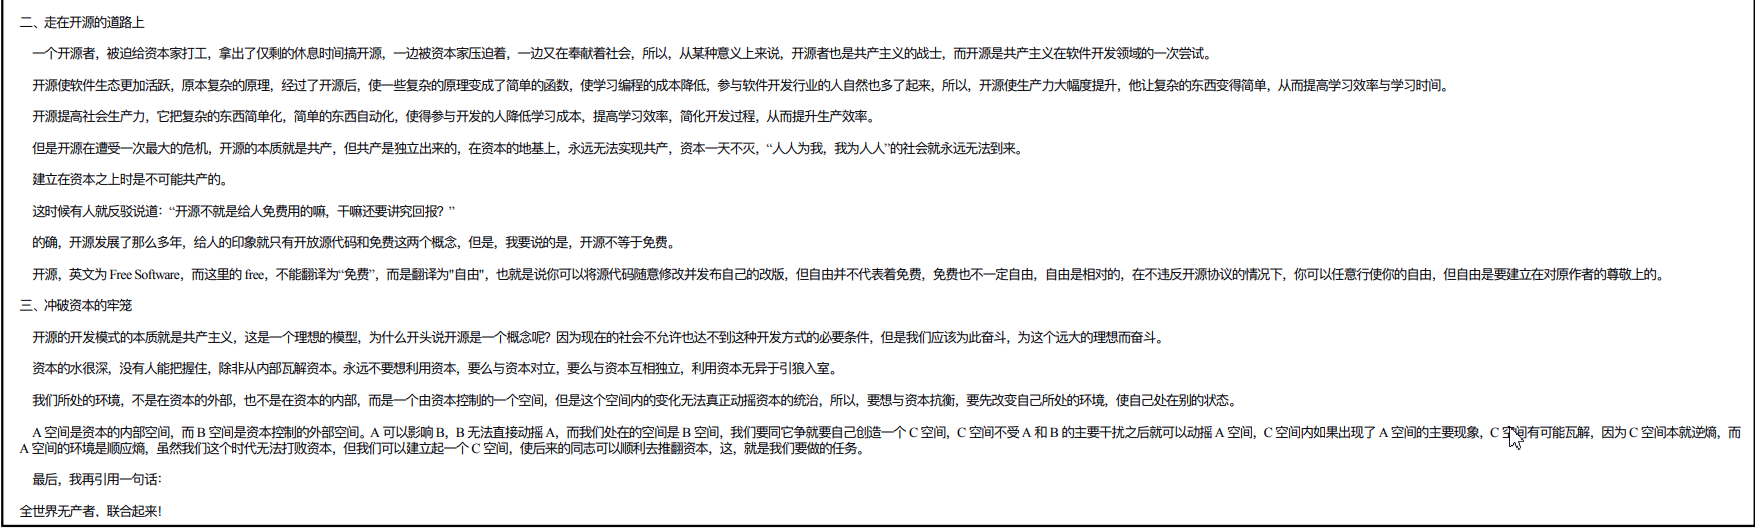 二、走在开源的道路上
一个开源者，被迫给资本家打工，拿出了仅剩的休息时间搞开源，一边被资本家压迫着，一边又在奉献着社会，所以，从某种意义上来说，开源者也是共产主义的战士，而开源是共产主义在软件开发领域的一次尝试。
开源使软件生态更加活跃，原本复杂的原理，经过了开源后，使一些复杂的原理变成了简单的函数，使学习编程的成本降低，参与软件开发行业的人自然也多了起来，所以，开源使生产力大幅度提升，他让复杂的东西变得简单，从而提高学习效率与学习时间。
开源提高社会生产力，它把复杂的东西简单化，简单的东西自动化，使得参与开发的人降低学习成本，提高学习效率，简化开发过程，从而提升生产效率。
但是开源在遭受一次最大的危机，开源的本质就是共产，但共产是独立出来的，在资本的地基上，永远无法实现共产，资本一天不灭，“人人为我，我为人人”的社会就永远无法到来。
建立在资本之上时是不可能共产的。
这时候有人就反驳说道：“开源不就是给人免费用的嘛，干嘛还要讲究回报？”
的确，开源发展了那么多年，给人的印象就只有开放源代码和免费这两个概念，但是，我要说的是，开源不等于免费。
开源，英文为 Free Software，而这里的 free，不能翻译为“免费”，而是翻译为"自由"，也就是说你可以将源代码随意修改并发布自己的改版，但自由并不代表着免费，免费也不一定自由，自由是相对的，在不违反开源协议的情况下，你可以任意行使你的自由，但自由是要建立在对原作者的尊敬上的。
三、冲破资本的牢笼
开源的开发模式的本质就是共产主义，这是一个理想的模型，为什么开头说开源是一个概念呢？因为现在的社会不允许也达不到这种开发方式的必要条件，但是我们应该为此奋斗，为这个远大的理想而奋斗。
资本的水很深，没有人能把握住，除非从内部瓦解资本。永远不要想利用资本，要么与资本对立，要么与资本互相独立，利用资本无异于引狼入室。
我们所处的环境，不是在资本的外部，也不是在资本的内部，而是一个由资本控制的一个空间，但是这个空间内的变化无法真正动摇资本的统治，所以，要想与资本抗衡，要先改变自己所处的环境，使自己处在别的状态。
A 空间是资本的内部空间，而 B 空间是资本控制的外部空间。A 可以影响 B，B 无法直接动摇 A，而我们处在的空间是 B 空间，我们要同它争就要自己创造一个 C 空间，C 空间不受 A 和 B 的主要干扰之后就可以动摇 A 空间，C 空间内如果出现了 A 空间的主要现象，C 空间有可能瓦解，因为 C 空间本就逆熵，而
A 空间的环境是顺应熵，虽然我们这个时代无法打败资本，但我们可以建立起一个 C 空间，使后来的同志可以顺利去推翻资本，这，就是我们要做的任务。
最后，我再引用一句话：
全世界无产者，联合起来！